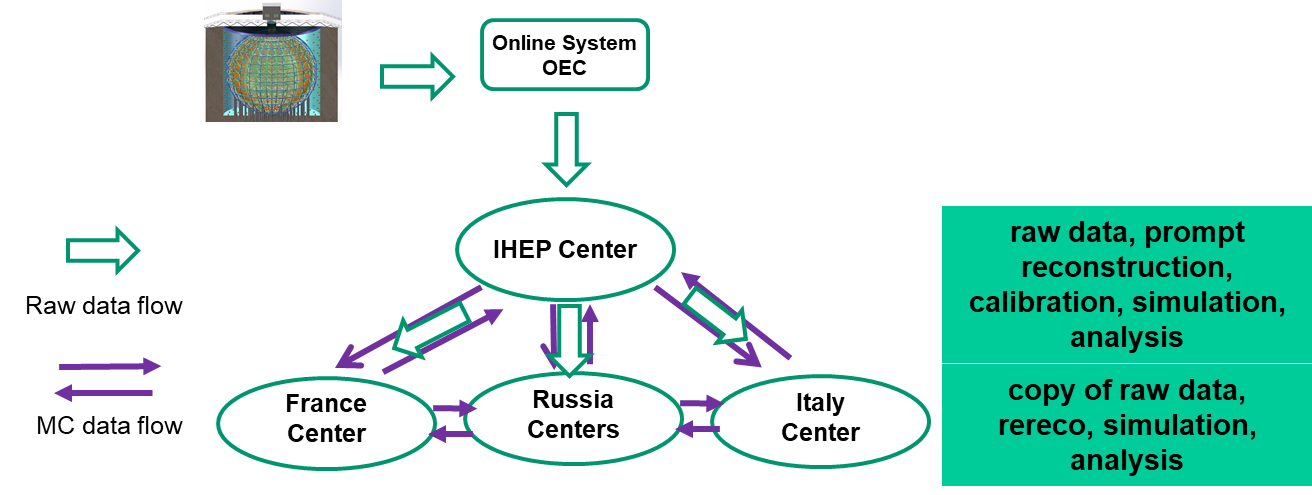 Online System
OEC
IHEP Center
raw data, prompt
reconstruction,
calibration, simulation,
analysis
Raw data flow
MC data flow
France
Center
Russia
Centers
Italy
Center
copy of raw data,
rereco, simulation,
analysis